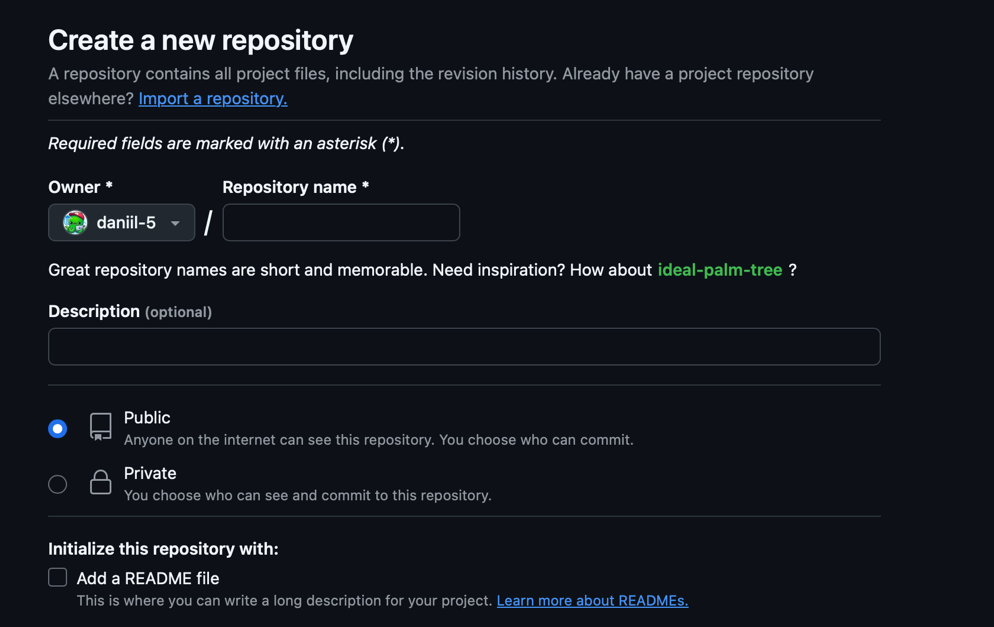 Create a new repository
A repository contains all project files, including the revision history. Already have a project repository
elsewhere? Import a repository.
Required fields are marked with an asterisk (*).
Owner * Repository name *
daniil-5 /
Great repository names are short and memorable. Need inspiration? How about ideal-palm-tree ?
Description (optional)
Public
Anyone on the internet can see this repository. You choose who can commit.
Private
You choose who can see and commit to this repository.
Initialize this repository with:
Add a README file
This is where you can write a long description for your project. Learn more about READMEs.